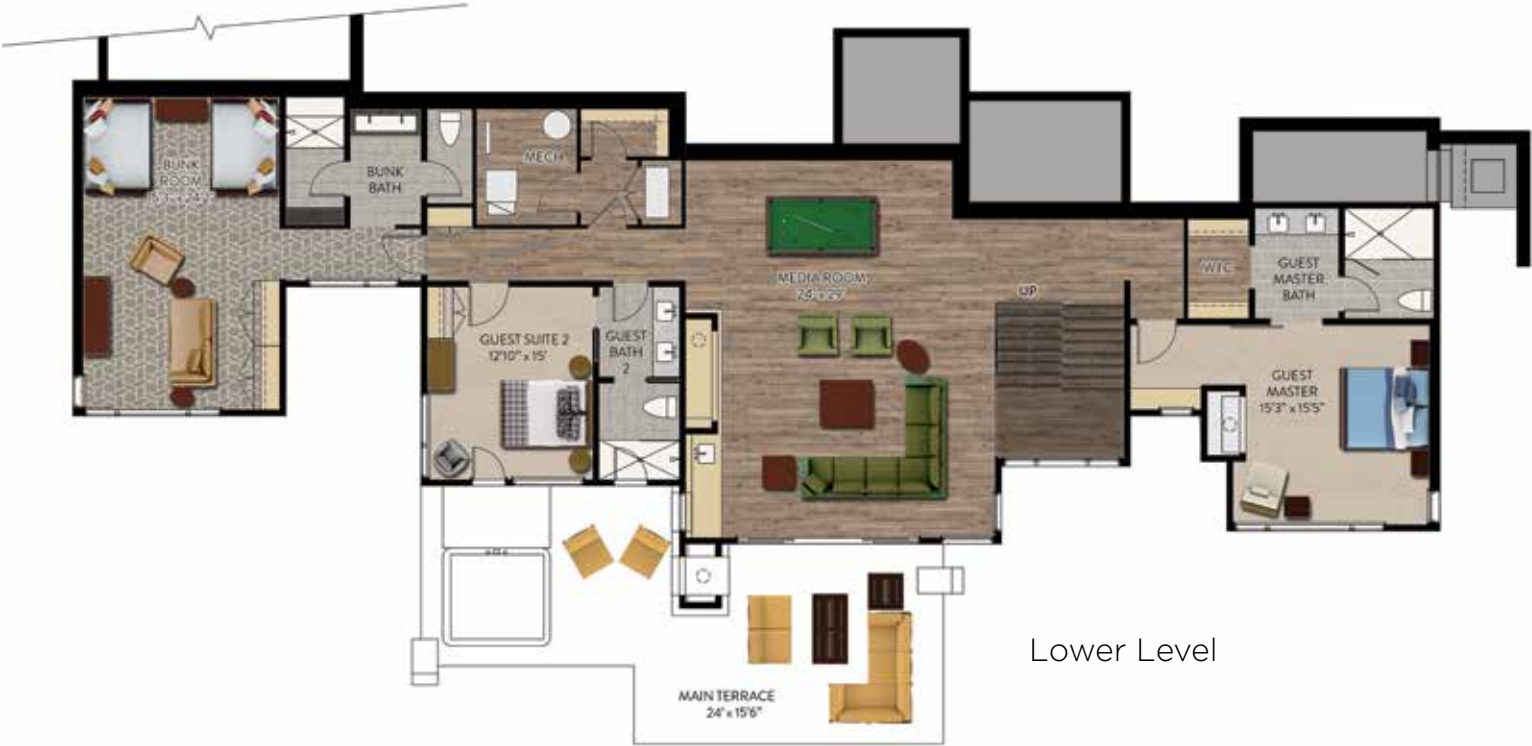 BUNK
ROOM
BUNK
BATH
MECH
GUEST SUITE 2
12'10" x 15'
GUEST
BATH
2
MEDIA ROOM
24' x 29'
UP
WIC
GUEST
MASTER
BATH
GUEST
MASTER
15'3" x 15'5"
MAIN TERRACE
24' x 15'6"
Lower Level